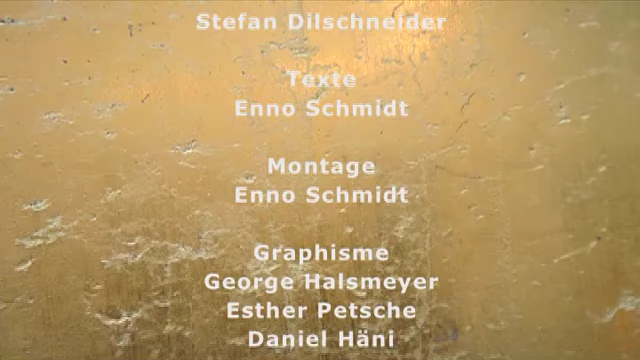 Stefan Dilschneider
Texte
Enno Schmidt
Montage
Enno Schmidt
Graphisme
George Halsmeyer
Esther Petsche
Daniel Häni